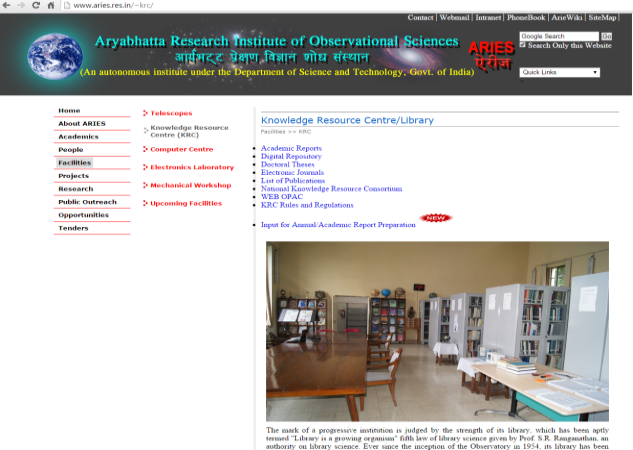 www.aries.res.in/~krc/
Contact | Webmail | Intranet | PhoneBook | ArieWiki | SiteMap |
Aryabhatta Research Institute of Observational Sciences
आर्यभट्ट प्रेक्षण विज्ञान शोध संस्थान
(An autonomous institute under the Department of Science and Technology, Govt. of India)
ARIES
ऐरीज
Google Search
Go
Search Only this Website
Quick Links
Home
About ARIES
Academics
People
Facilities
Projects
Research
Public Outreach
Opportunities
Tenders
Telescopes
Knowledge Resource
Centre (KRC)
Computer Centre
Electronics Laboratory
Mechanical Workshop
Upcoming Facilities
Knowledge Resource Centre/Library
Facilities >> KRC
Academic Reports
Digital Repository
Doctoral Theses
Electronic Journals
List of Publications
National Knowledge Resource Consortium
WEB OPAC
KRC Rules and Regulations
NEW
Input for Annual/Academic Report Preparation
The mark of a progressive institution is judged by the strength of its library, which has been aptly
termed "Library is a growing organism" fifth law of library science given by Prof. S.R. Ranganathan, an
authority on library science. Ever since the inception of the Observatory in 1954, its library has been